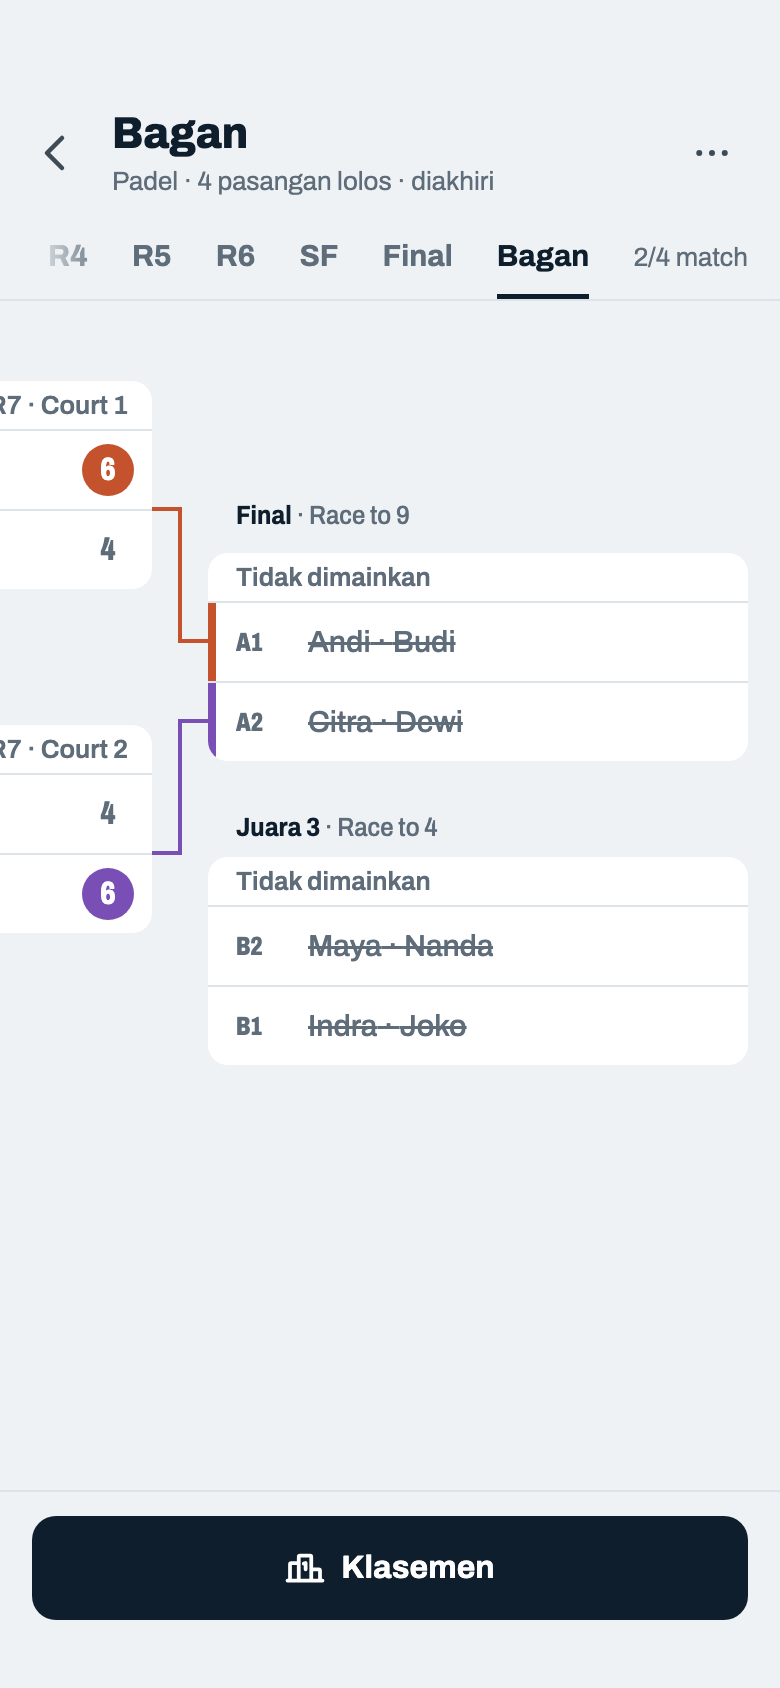 Bagan
Padel · 4 pasangan lolos · diakhiri
R4 R5 R6 SF Final Bagan 2/4 match
R7 · Court 1
6
4
Final · Race to 9
Tidak dimainkan
A1 Andi · Budi
A2 Citra · Dewi
R7 · Court 2
4
6
Juara 3 · Race to 4
Tidak dimainkan
B2 Maya · Nanda
B1 Indra · Joko
Klasemen